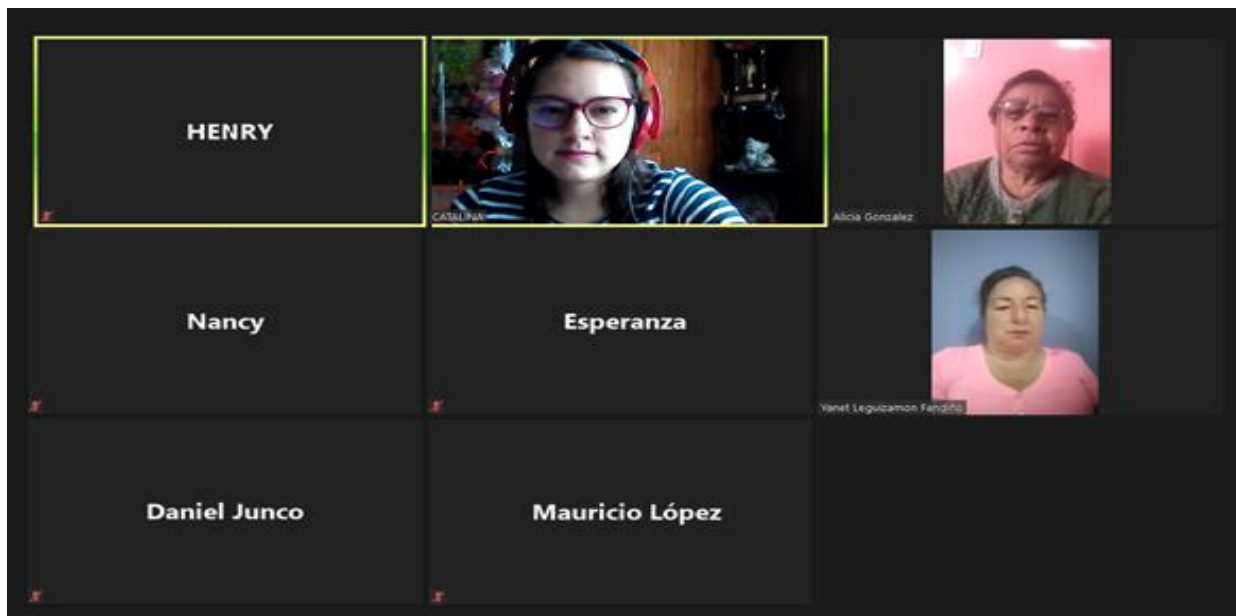 HENRY
CATALINA
Alicia Gonzalez
Nancy
Esperanza
Yanet Leguizamon Fandiño
Daniel Junco
Mauricio López